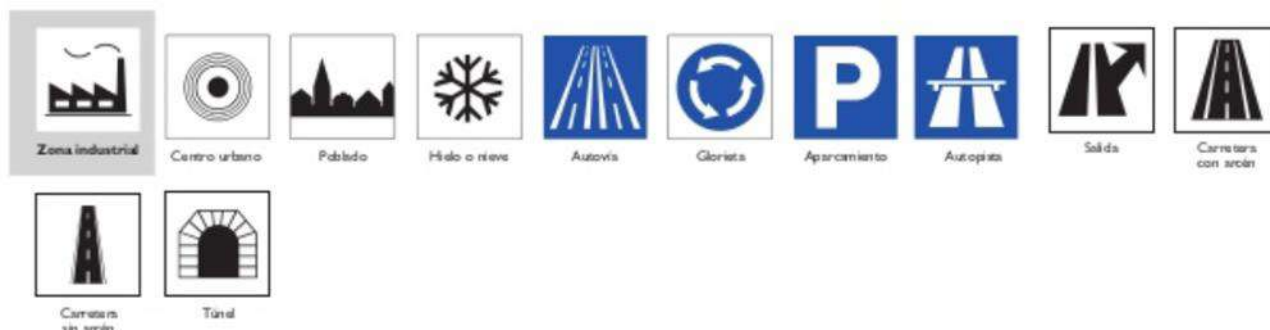 Zona industrial
Centro urbano
Poblado
Hielo o nieve
Autovía
Glorieta
P
Aparcamiento
Autopista
Salida
Carretera
con arcén
Carretera
sin arcén
Túnel